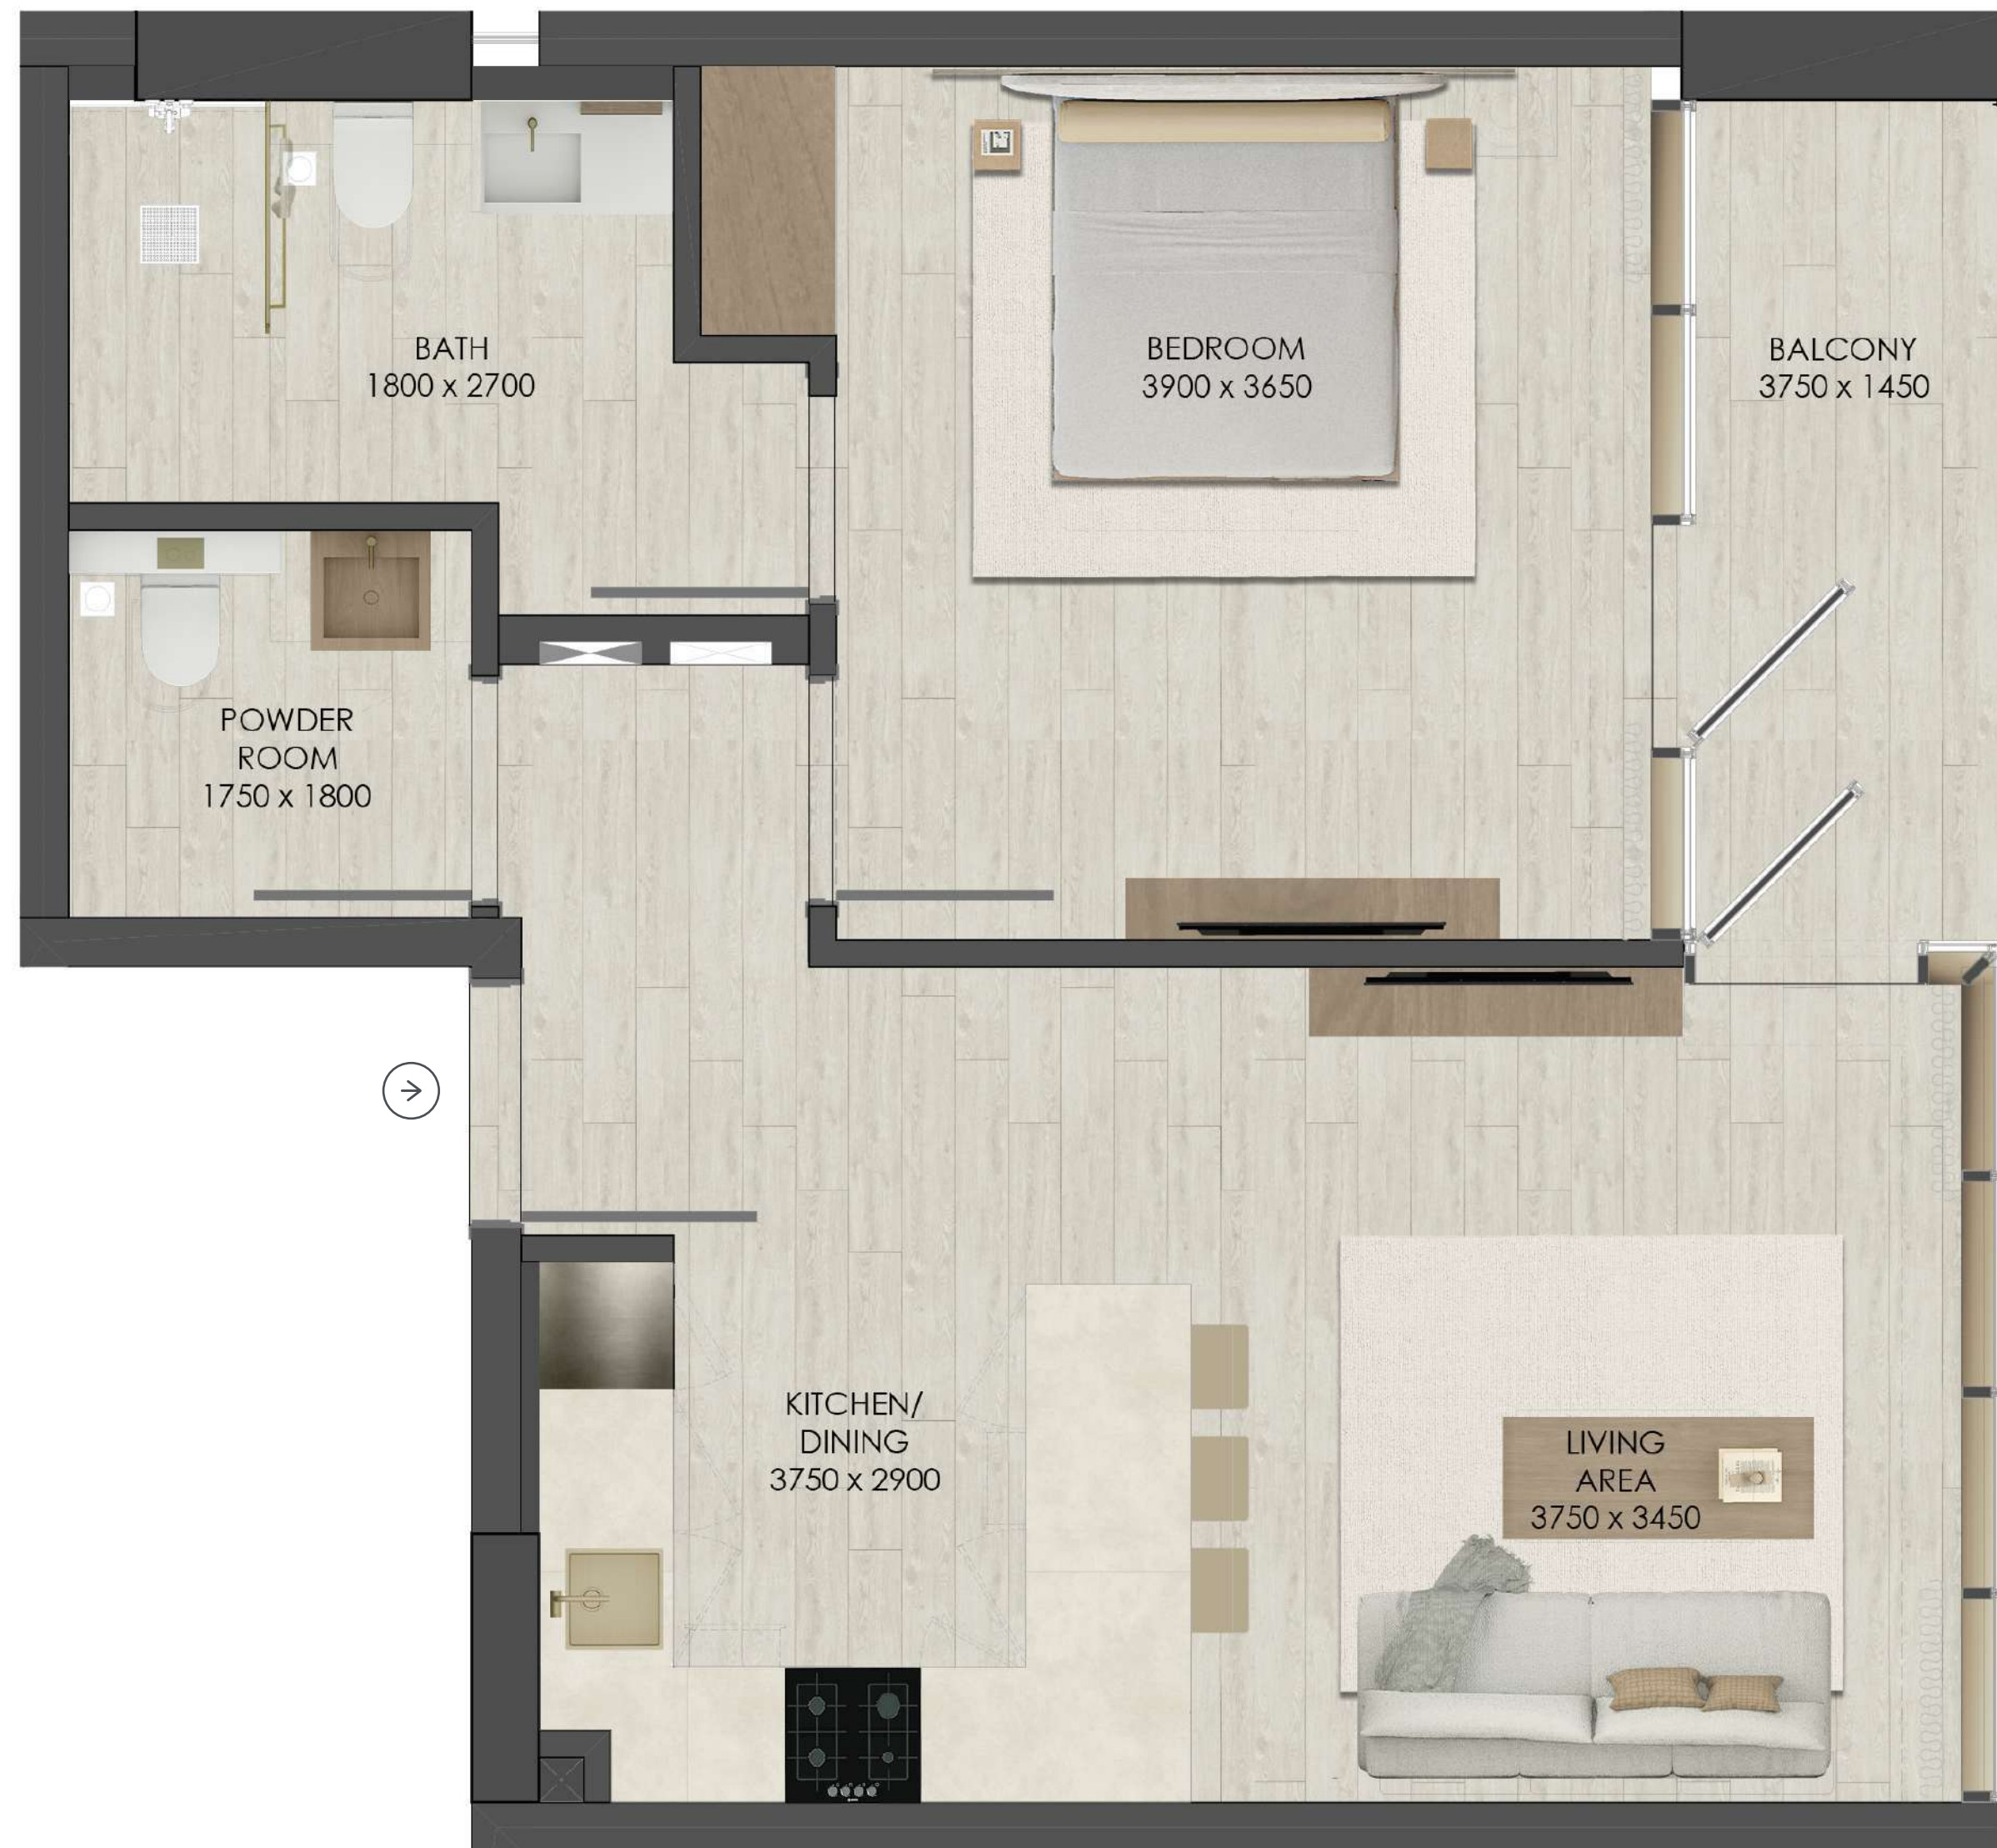 BATH
1800 x 2700
BEDROOM
3900 x 3650
BALCONY
3750 x 1450
POWDER
ROOM
1750 x 1800
KITCHEN/
DINING
3750 x 2900
LIVING
AREA
3750 x 3450